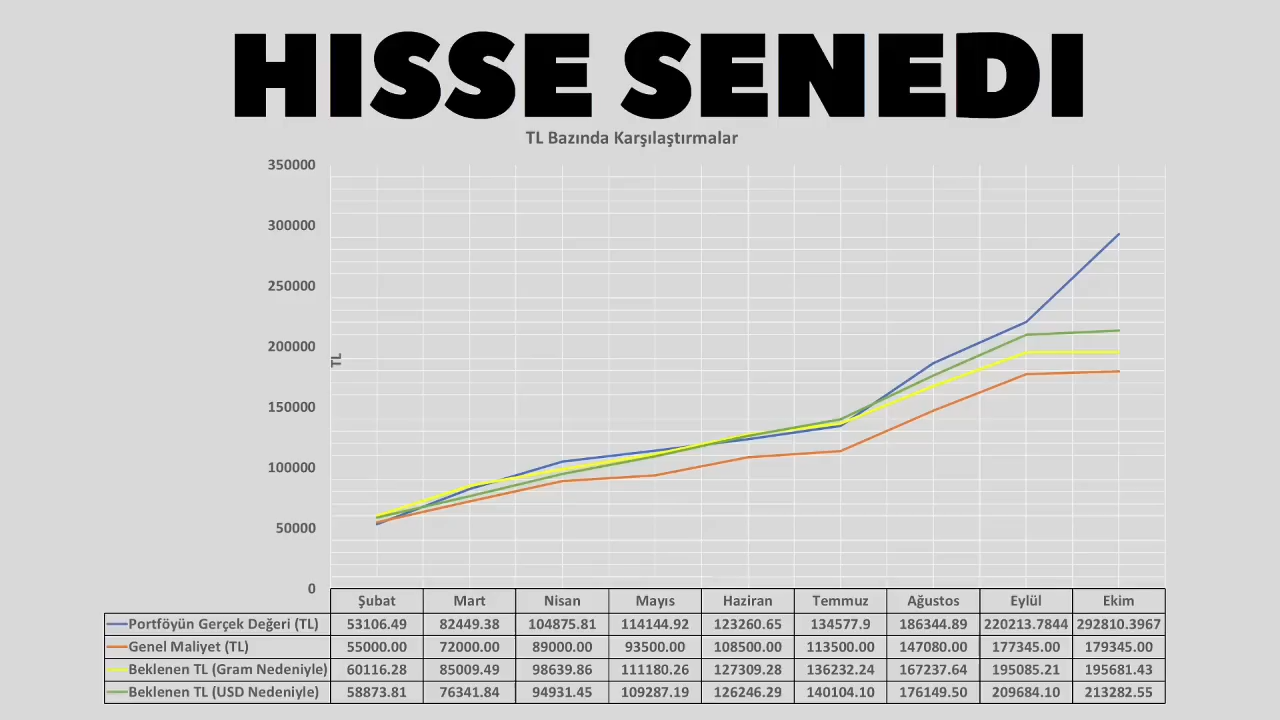 HISSE SENEDI
TL Bazında Karşılaştırmalar
350000
300000
250000
200000
150000
100000
50000
0
TL
Şubat Mart Nisan Mayıs Haziran Temmuz Ağustos Eylül Ekim
Portföyün Gerçek Değeri (TL) 53106.49 82449.38 104875.81 114144.92 123260.65 134577.9 186344.89 220213.7844 292810.3967
Genel Maliyet (TL) 55000.00 72000.00 89000.00 93500.00 108500.00 113500.00 147080.00 177345.00 179345.00
Beklenen TL (Gram Nedeniyle) 60116.28 85009.49 98639.86 111180.26 127309.28 136232.24 167237.64 195085.21 195681.43
Beklenen TL (USD Nedeniyle) 58873.81 76341.84 94931.45 109287.19 126246.29 140104.10 176149.50 209684.10 213282.55